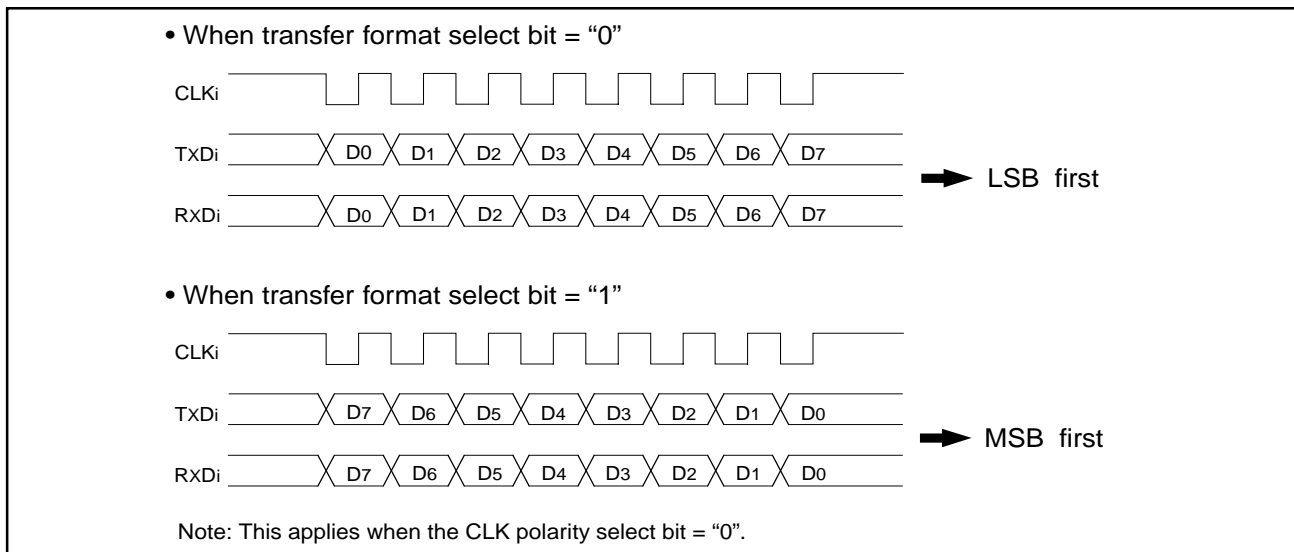 • When transfer format select bit = “0”
CLKi
TXDi D0 D1 D2 D3 D4 D5 D6 D7
RXDi D0 D1 D2 D3 D4 D5 D6 D7
LSB first
• When transfer format select bit = “1”
CLKi
TXDi D7 D6 D5 D4 D3 D2 D1 D0
RXDi D7 D6 D5 D4 D3 D2 D1 D0
MSB first
Note: This applies when the CLK polarity select bit = “0”.